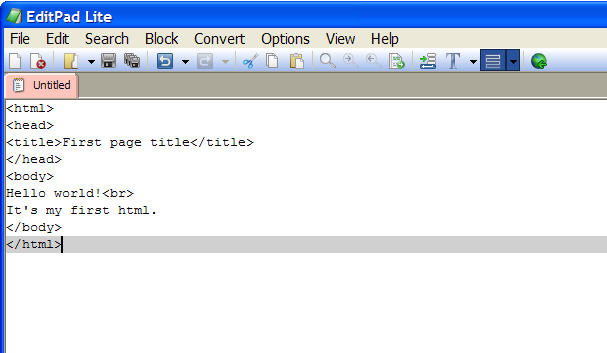 EditPad Lite
File Edit Search Block Convert Options View Help
Untitled
<html>
<head>
<title>First page title</title>
</head>
<body>
Hello world!<br>
It's my first html.
</body>
</html>